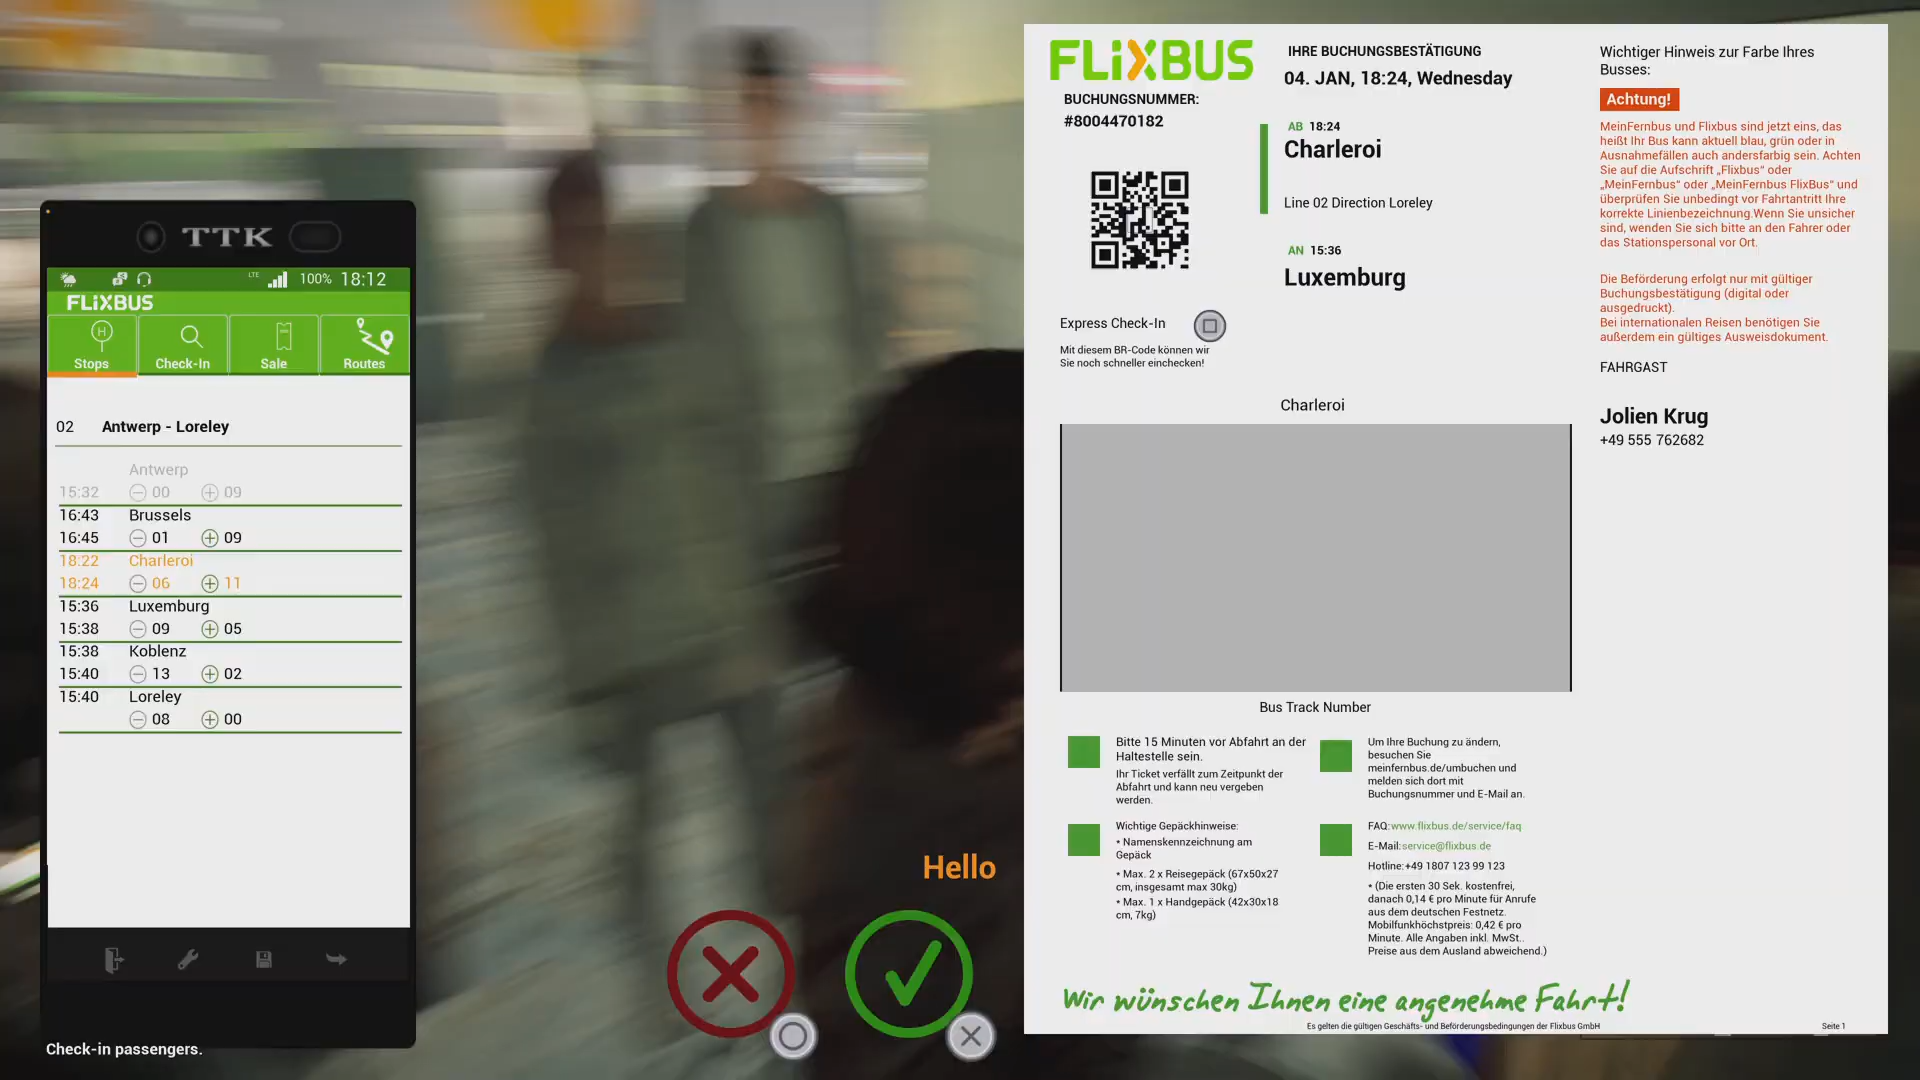 TTK
LTE 100% 18:12
FLiXBUS
H
Stops Check-In Sale Routes
02 Antwerp - Loreley
Antwerp
15:32 00 09
16:43 Brussels
16:45 01 09
18:22 Charleroi
18:24 06 11
15:36 Luxemburg
15:38 09 05
15:38 Koblenz
15:40 13 02
15:40 Loreley
08 00
Check-in passengers.
Hello
FLiXBUS
BUCHUNGSNUMMER:
#8004470182
IHRE BUCHUNGSBESTÄTIGUNG
04. JAN, 18:24, Wednesday
AB 18:24
Charleroi
Line 02 Direction Loreley
AN 15:36
Luxemburg
Express Check-In
Mit diesem BR-Code können wir
Sie noch schneller einchecken!
Charleroi
Bus Track Number
Bitte 15 Minuten vor Abfahrt an der
Haltestelle sein.
Ihr Ticket verfällt zum Zeitpunkt der
Abfahrt und kann neu vergeben
werden.
Wichtige Gepäckhinweise:
* Namenskennzeichnung am
Gepäck
* Max. 2 x Reisegepäck (67x50x27
cm, insgesamt max 30kg)
* Max. 1 x Handgepäck (42x30x18
cm, 7kg)
Um Ihre Buchung zu ändern,
besuchen Sie
meinfernbus.de/umbuchen und
melden sich dort mit
Buchungsnummer und E-Mail an.
FAQ:www.flixbus.de/service/faq
E-Mail:service@flixbus.de
Hotline:+49 1807 123 99 123
* (Die ersten 30 Sek. kostenfrei,
danach 0,14 € pro Minute für Anrufe
aus dem deutschen Festnetz.
Mobilfunkhöchstpreis: 0,42 € pro
Minute. Alle Angaben inkl. MwSt..
Preise aus dem Ausland abweichend.)
Wir wünschen Ihnen eine angenehme Fahrt!
Es gelten die gültigen Geschäfts- und Beförderungsbedingungen der Flixbus GmbH
Seite 1
Wichtiger Hinweis zur Farbe Ihres
Busses:
Achtung!
MeinFernbus und Flixbus sind jetzt eins, das
heißt Ihr Bus kann aktuell blau, grün oder in
Ausnahmefällen auch andersfarbig sein. Achten
Sie auf die Aufschrift „Flixbus“ oder
„MeinFernbus“ oder „MeinFernbus FlixBus“ und
überprüfen Sie unbedingt vor Fahrtantritt Ihre
korrekte Linienbezeichnung.Wenn Sie unsicher
sind, wenden Sie sich bitte an den Fahrer oder
das Stationspersonal vor Ort.
Die Beförderung erfolgt nur mit gültiger
Buchungsbestätigung (digital oder
ausgedruckt).
Bei internationalen Reisen benötigen Sie
außerdem ein gültiges Ausweisdokument.
FAHRGAST
Jolien Krug
+49 555 762682